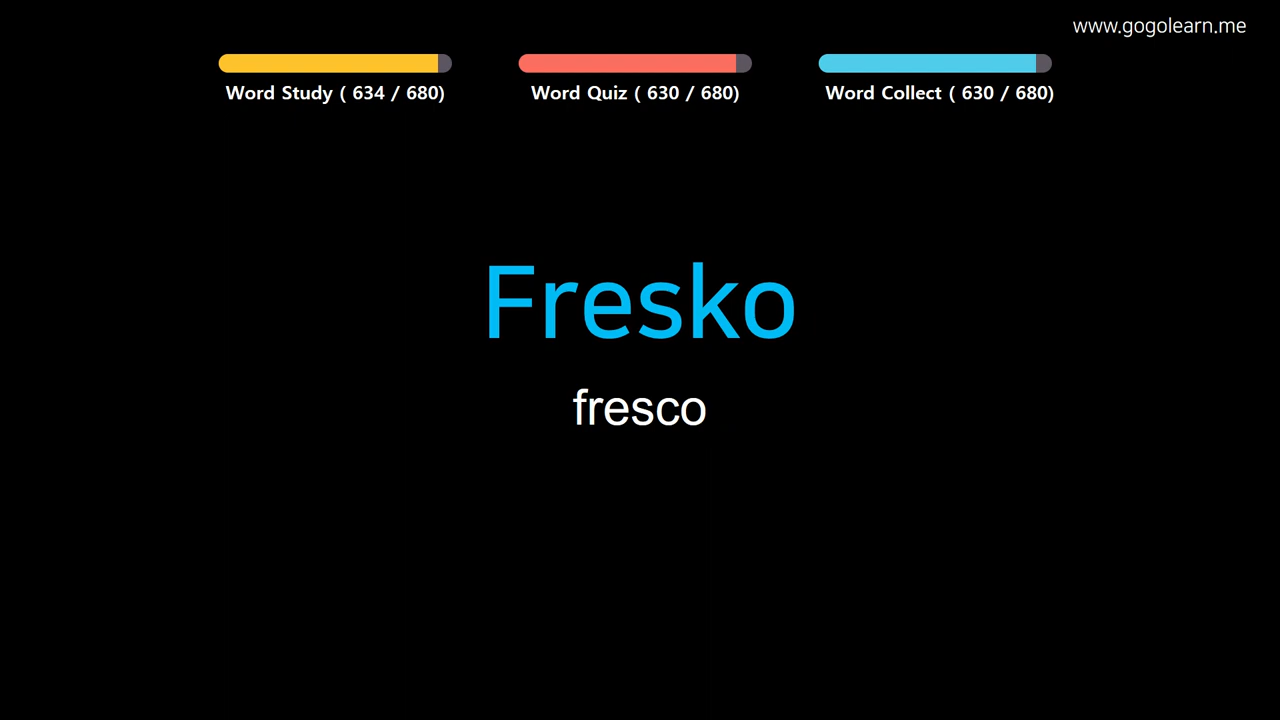 www.gogolearn.me
Word Study ( 634 / 680)
Word Quiz ( 630 / 680)
Word Collect ( 630 / 680)
Fresko
fresco